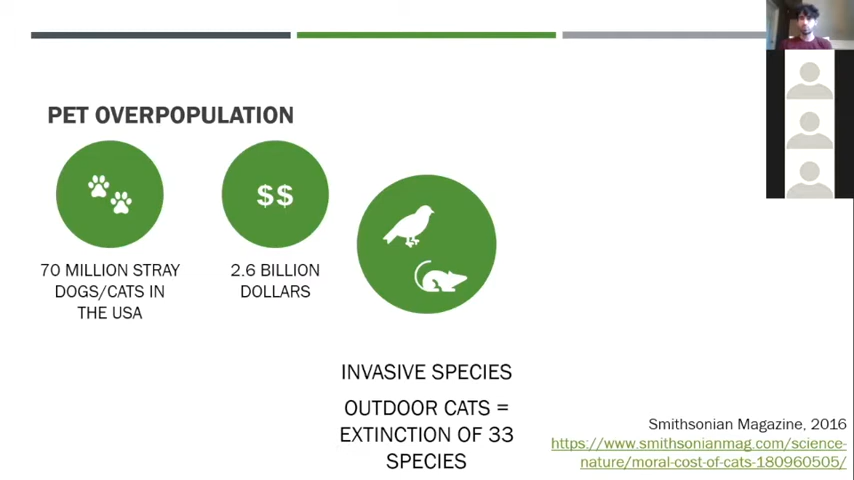 PET OVERPOPULATION
$$
70 MILLION STRAY
DOGS/CATS IN
THE USA
2.6 BILLION
DOLLARS
INVASIVE SPECIES
OUTDOOR CATS =
EXTINCTION OF 33
SPECIES
Smithsonian Magazine, 2016
https://www.smithsonianmag.com/science-
nature/moral-cost-of-cats-180960505/